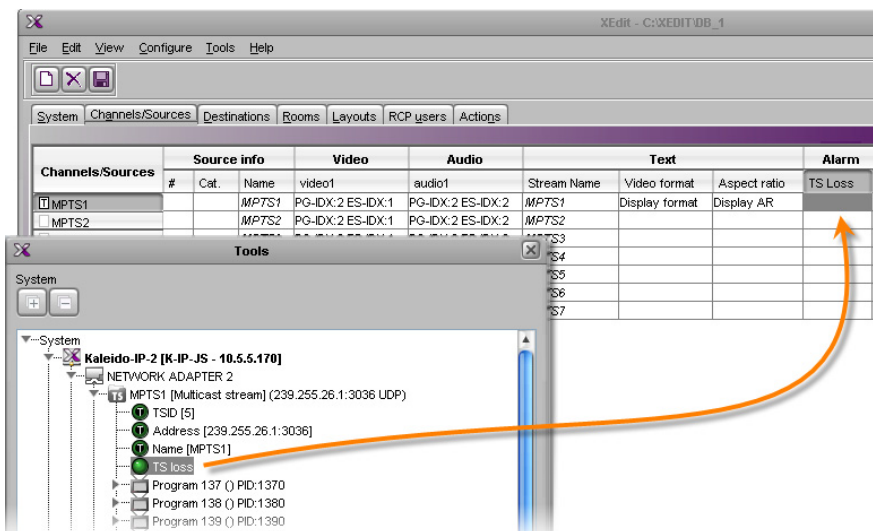 XEdit - C:\XEDIT\DB_1
File Edit View Configure Tools Help
System Channels/Sources Destinations Rooms Layouts RCP users Actions
Channels/Sources Source info Video Audio Text Alarm
# Cat. Name video1 audio1 Stream Name Video format Aspect ratio TS Loss
T MPTS1 MPTS1 PG-IDX:2 ES-IDX:1 PG-IDX:2 ES-IDX:2 MPTS1 Display format Display AR
MPTS2 MPTS2 PG-IDX:2 ES-IDX:1 PG-IDX:2 ES-IDX:2 MPTS2
Tools
System
System
Kaleido-IP-2 [K-IP-JS - 10.5.5.170]
NETWORK ADAPTER 2
TS MPTS1 [Multicast stream] (239.255.26.1:3036 UDP)
T TSID [5]
T Address [239.255.26.1:3036]
T Name [MPTS1]
TS loss
Program 137 () PID:1370
Program 138 () PID:1380
Program 139 () PID:1390